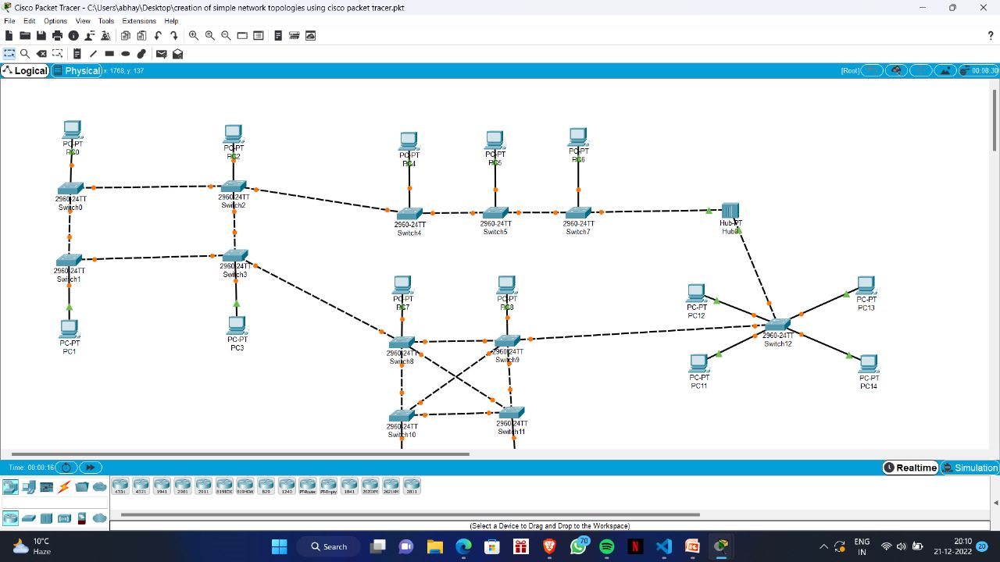 Cisco Packet Tracer - C:\Users\abhay\Desktop\creation of simple network topologies using cisco packet tracer.pkt
File Edit Options View Tools Extensions Help
?
Logical Physical x: 1768, y: 137 [Root] 00:08:30
PC-PT
PC0
PC-PT
PC2
PC-PT
PC4
PC-PT
PC5
PC-PT
PC6
2960-24TT
Switch0
2960-24TT
Switch2
2960-24TT
Switch4
2960-24TT
Switch5
2960-24TT
Switch7
Hub-PT
2960-24TT
Switch1
2960-24TT
Switch3
PC-PT
PC7
PC-PT
PC8
PC-PT
PC12
PC-PT
PC13
PC-PT
PC1
PC-PT
PC3
2960-24TT
Switch8
2960-24TT
Switch9
2960-24TT
Switch12
PC-PT
PC11
PC-PT
PC14
2960-24TT
Switch10
2960-24TT
Switch11
Time: 00:00:16 Realtime Simulation
4331 4321 1941 2901 2911 819IOX 819HGW 829 1240 PT-Router PT-Empty 1841 2620XM 2621XM 2811
(Select a Device to Drag and Drop to the Workspace)
10°C
Haze
Search
70
ENG
IN
20:10
21-12-2022
20